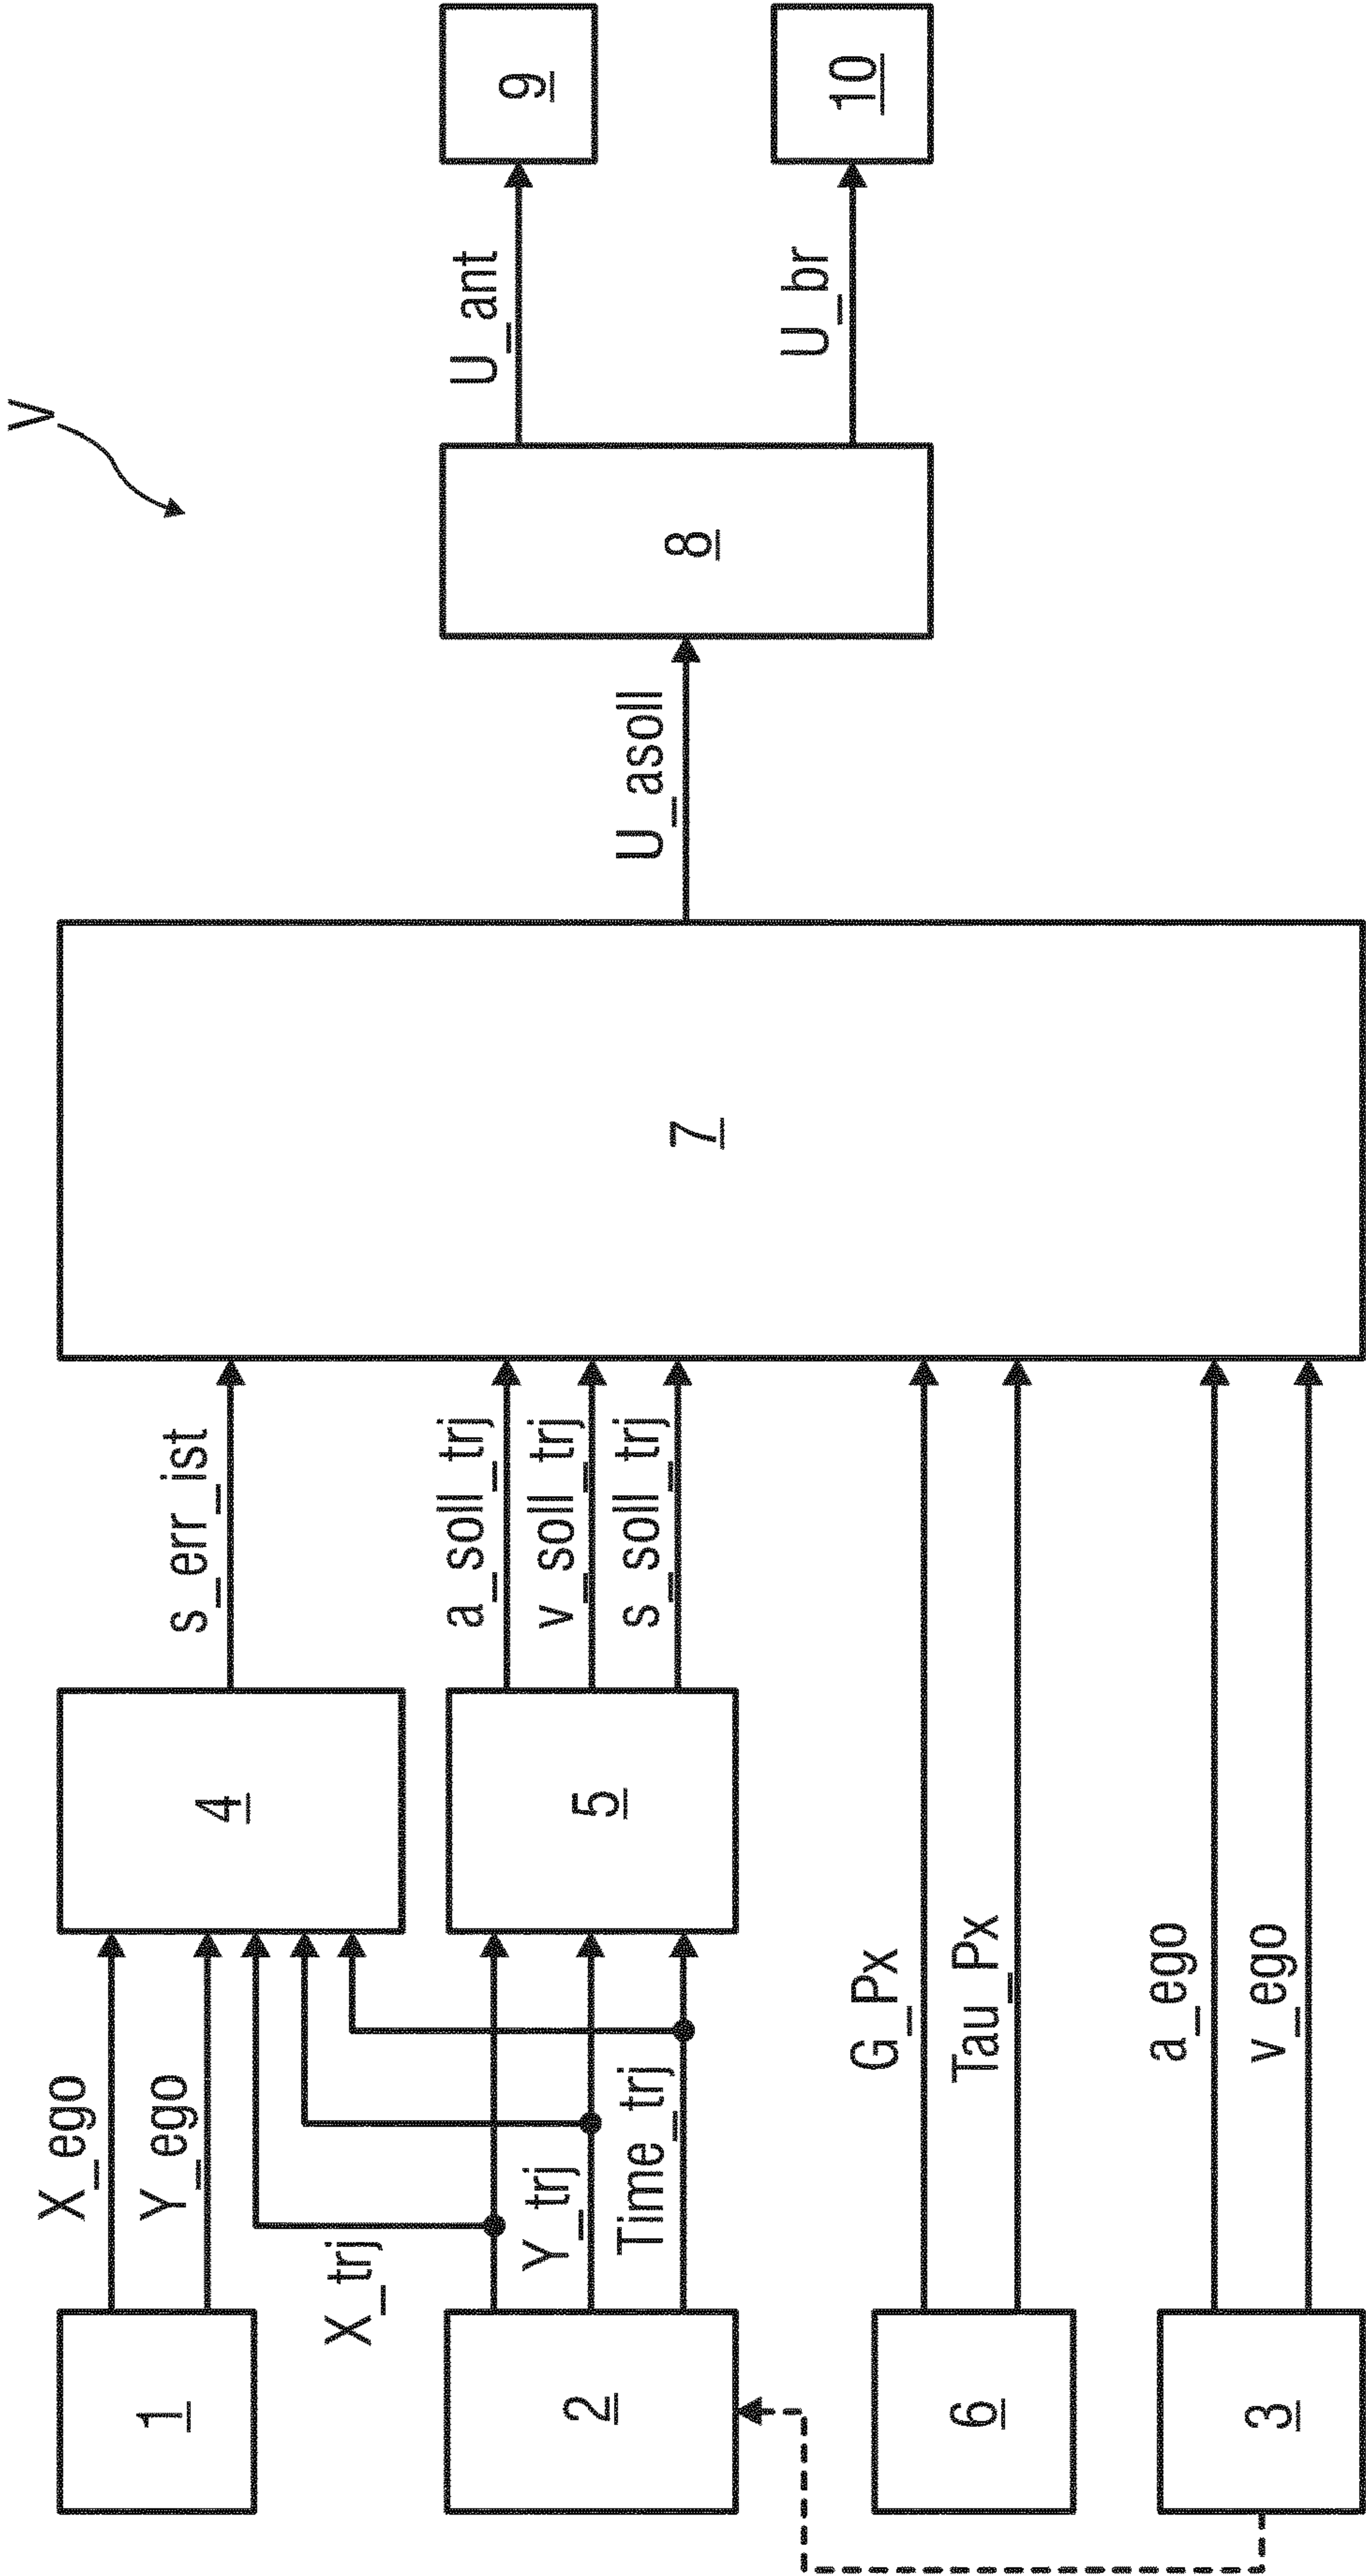 V
1
X_ego
Y_ego
4
s_err_ist
2
X_trj
Y_trj
Time_trj
5
a_soll_trj
v_soll_trj
s_soll_trj
6
G_Px
Tau_Px
3
a_ego
v_ego
7
U_asoll
8
U_ant
9
U_br
10